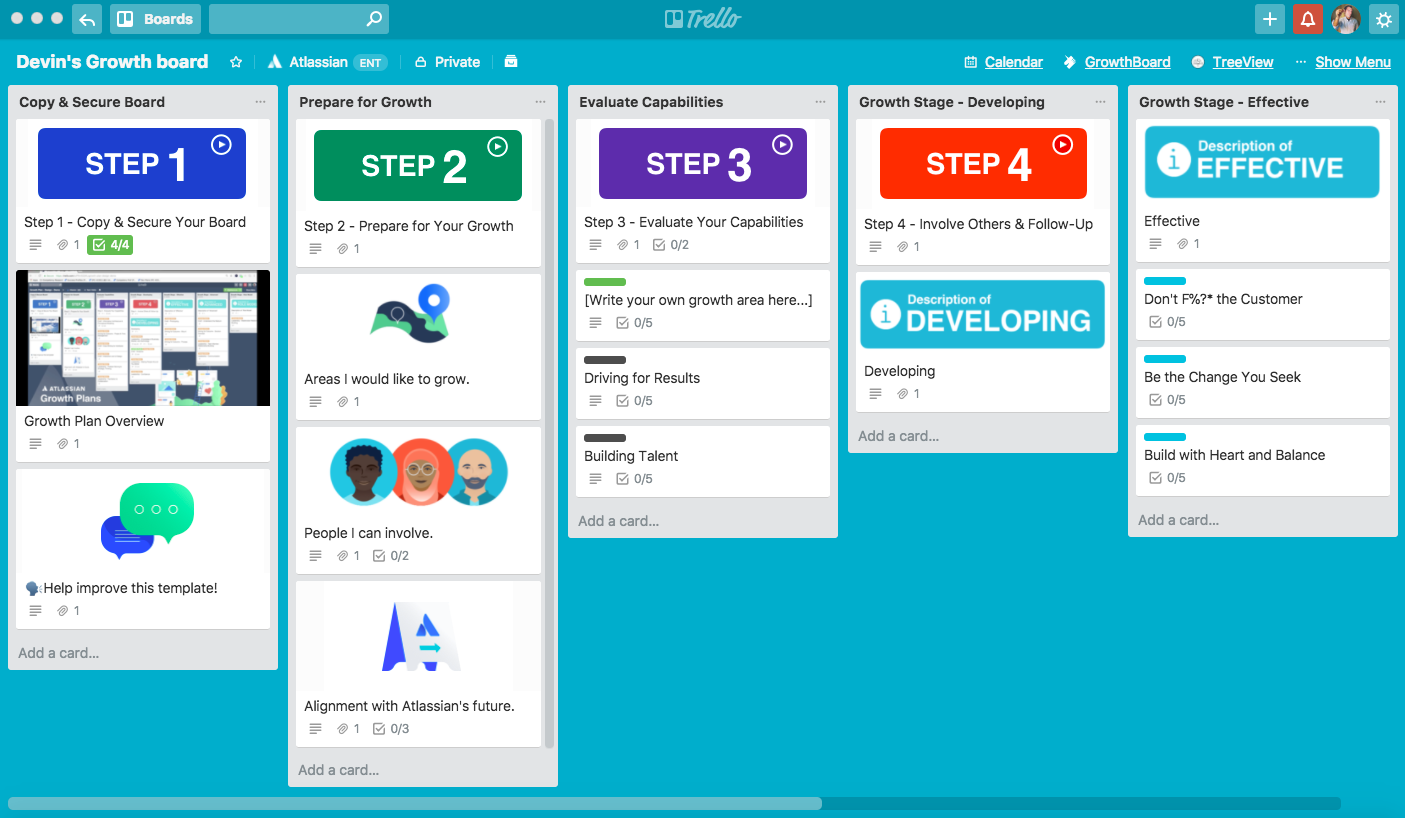 Boards
Trello
Devin's Growth board
Atlassian ENT
Private
Calendar
GrowthBoard
TreeView
Show Menu
Copy & Secure Board
STEP 1
Step 1 - Copy & Secure Your Board
1
4/4
ATLASSIAN
Growth Plans
Growth Plan Overview
1
Help improve this template!
1
Add a card...
Prepare for Growth
STEP 2
Step 2 - Prepare for Your Growth
1
Areas I would like to grow.
1
People I can involve.
1
0/2
Alignment with Atlassian's future.
1
0/3
Add a card...
Evaluate Capabilities
STEP 3
Step 3 - Evaluate Your Capabilities
1
0/2
[Write your own growth area here...]
0/5
Driving for Results
0/5
Building Talent
0/5
Add a card...
Growth Stage - Developing
STEP 4
Step 4 - Involve Others & Follow-Up
1
Description of
DEVELOPING
Developing
1
Add a card...
Growth Stage - Effective
Description of
EFFECTIVE
Effective
1
Don't F%?* the Customer
0/5
Be the Change You Seek
0/5
Build with Heart and Balance
0/5
Add a card...